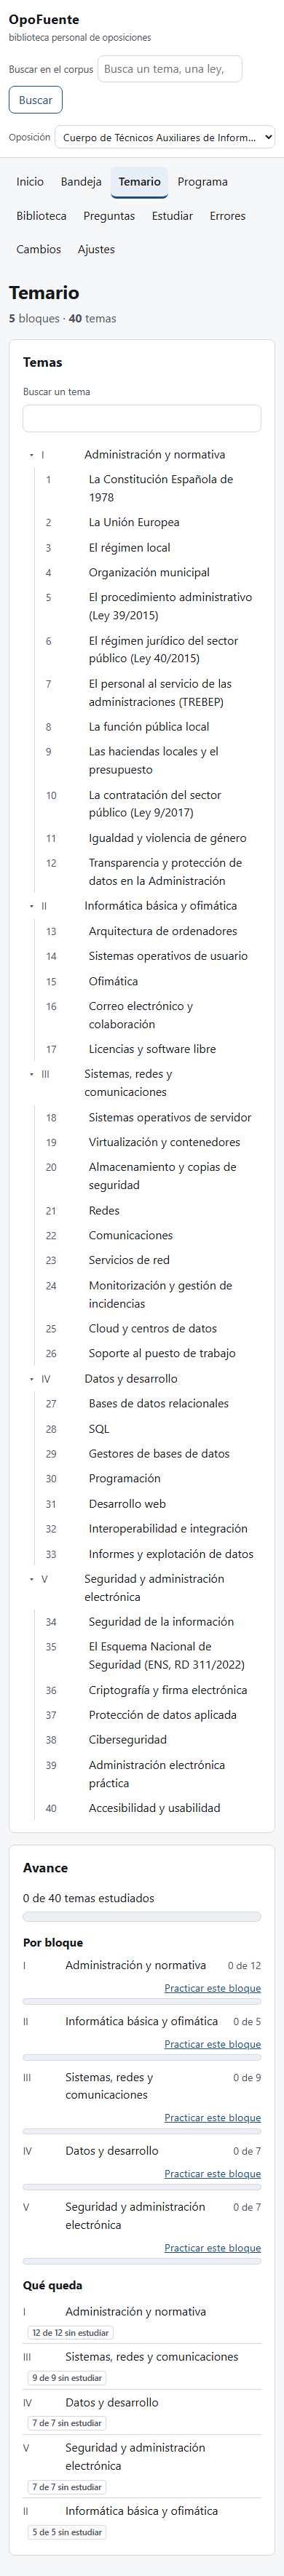 OpoFuente
biblioteca personal de oposiciones
Buscar en el corpus
Busca un tema, una ley,
Buscar
Oposición
Cuerpo de Técnicos Auxiliares de Inform…
Inicio Bandeja Temario Programa
Biblioteca Preguntas Estudiar Errores
Cambios Ajustes
Temario
5 bloques · 40 temas
Temas
Buscar un tema
I Administración y normativa
1 La Constitución Española de
1978
2 La Unión Europea
3 El régimen local
4 Organización municipal
5 El procedimiento administrativo
(Ley 39/2015)
6 El régimen jurídico del sector
público (Ley 40/2015)
7 El personal al servicio de las
administraciones (TREBEP)
8 La función pública local
9 Las haciendas locales y el
presupuesto
10 La contratación del sector
público (Ley 9/2017)
11 Igualdad y violencia de género
12 Transparencia y protección de
datos en la Administración
II Informática básica y ofimática
13 Arquitectura de ordenadores
14 Sistemas operativos de usuario
15 Ofimática
16 Correo electrónico y
colaboración
17 Licencias y software libre
III Sistemas, redes y
comunicaciones
18 Sistemas operativos de servidor
19 Virtualización y contenedores
20 Almacenamiento y copias de
seguridad
21 Redes
22 Comunicaciones
23 Servicios de red
24 Monitorización y gestión de
incidencias
25 Cloud y centros de datos
26 Soporte al puesto de trabajo
IV Datos y desarrollo
27 Bases de datos relacionales
28 SQL
29 Gestores de bases de datos
30 Programación
31 Desarrollo web
32 Interoperabilidad e integración
33 Informes y explotación de datos
V Seguridad y administración
electrónica
34 Seguridad de la información
35 El Esquema Nacional de
Seguridad (ENS, RD 311/2022)
36 Criptografía y firma electrónica
37 Protección de datos aplicada
38 Ciberseguridad
39 Administración electrónica
práctica
40 Accesibilidad y usabilidad
Avance
0 de 40 temas estudiados
Por bloque
I Administración y normativa 0 de 12
Practicar este bloque
II Informática básica y ofimática 0 de 5
Practicar este bloque
III Sistemas, redes y 0 de 9
comunicaciones
Practicar este bloque
IV Datos y desarrollo 0 de 7
Practicar este bloque
V Seguridad y administración 0 de 7
electrónica
Practicar este bloque
Qué queda
I Administración y normativa
12 de 12 sin estudiar
III Sistemas, redes y comunicaciones
9 de 9 sin estudiar
IV Datos y desarrollo
7 de 7 sin estudiar
V Seguridad y administración
electrónica
7 de 7 sin estudiar
II Informática básica y ofimática
5 de 5 sin estudiar